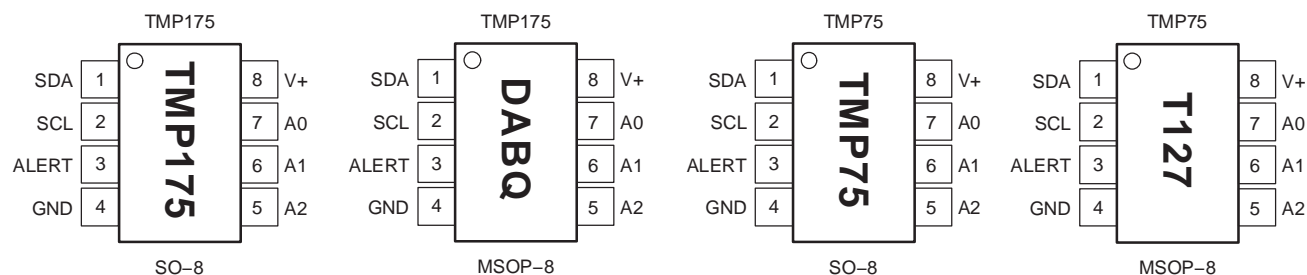 TMP175
SDA 1 8 V+
SCL 2 7 A0
ALERT 3 6 A1
GND 4 5 A2
TMP175
SO–8
TMP175
SDA 1 8 V+
SCL 2 7 A0
ALERT 3 6 A1
GND 4 5 A2
DABQ
MSOP–8
TMP75
SDA 1 8 V+
SCL 2 7 A0
ALERT 3 6 A1
GND 4 5 A2
TMP75
SO–8
TMP75
SDA 1 8 V+
SCL 2 7 A0
ALERT 3 6 A1
GND 4 5 A2
T127
MSOP–8